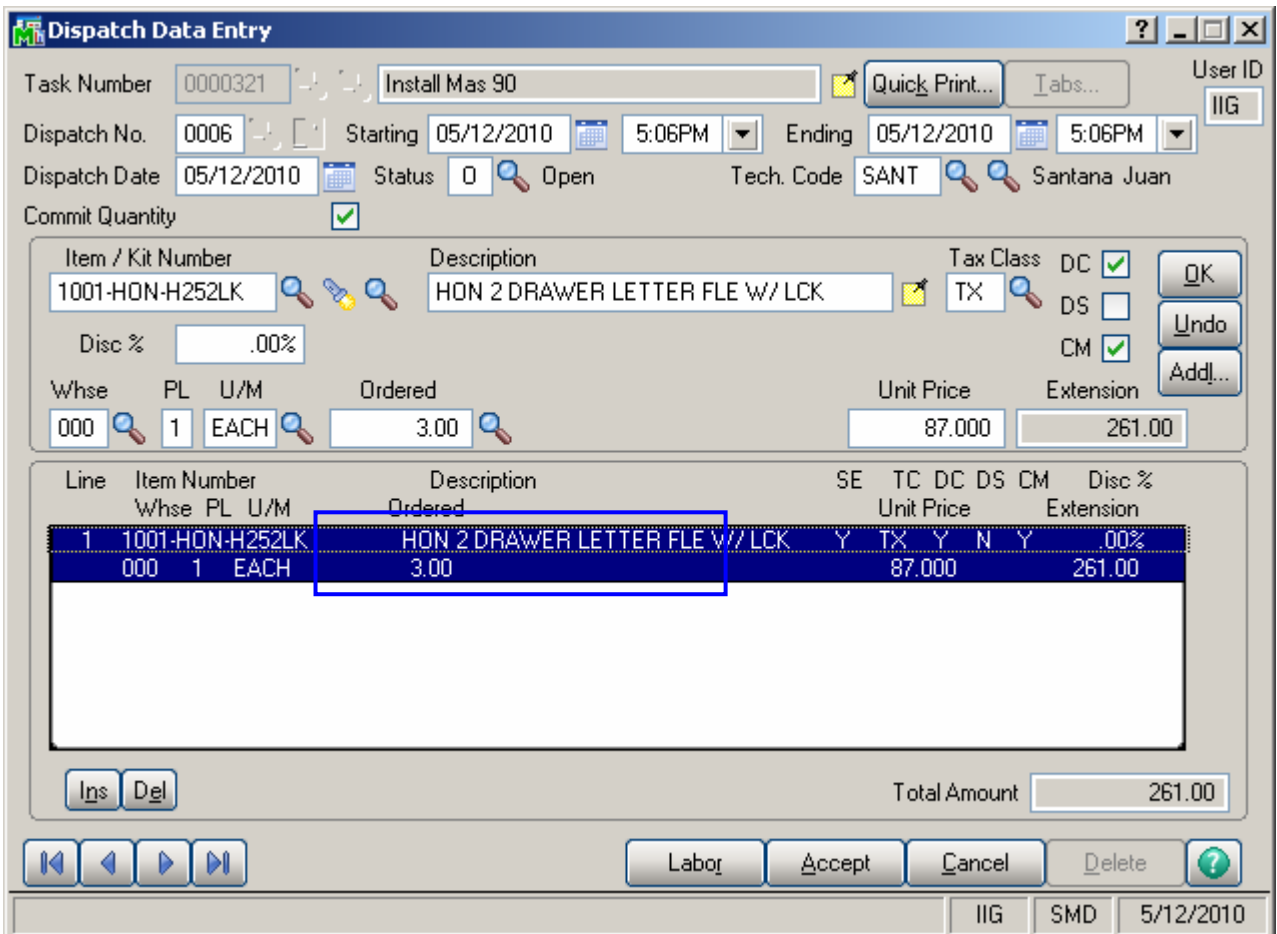 Dispatch Data Entry
Task Number 0000321 Install Mas 90 Quick Print... Tabs... User ID
IIG
Dispatch No. 0006 Starting 05/12/2010 5:06PM Ending 05/12/2010 5:06PM
Dispatch Date 05/12/2010 Status O Open Tech. Code SANT Santana Juan
Commit Quantity
Item / Kit Number Description Tax Class DC
1001-HON-H252LK HON 2 DRAWER LETTER FLE W/ LCK TX OK
DS
Disc % .00% CM Undo
Whse PL U/M Ordered Unit Price Extension Addl...
000 1 EACH 3.00 87.000 261.00
Line Item Number Description SE TC DC DS CM Disc %
Whse PL U/M Ordered Unit Price Extension
1 1001-HON-H252LK HON 2 DRAWER LETTER FLE W/ LCK Y TX Y N Y .00%
000 1 EACH 3.00 87.000 261.00
Ins Del Total Amount 261.00
Labor Accept Cancel Delete
IIG SMD 5/12/2010